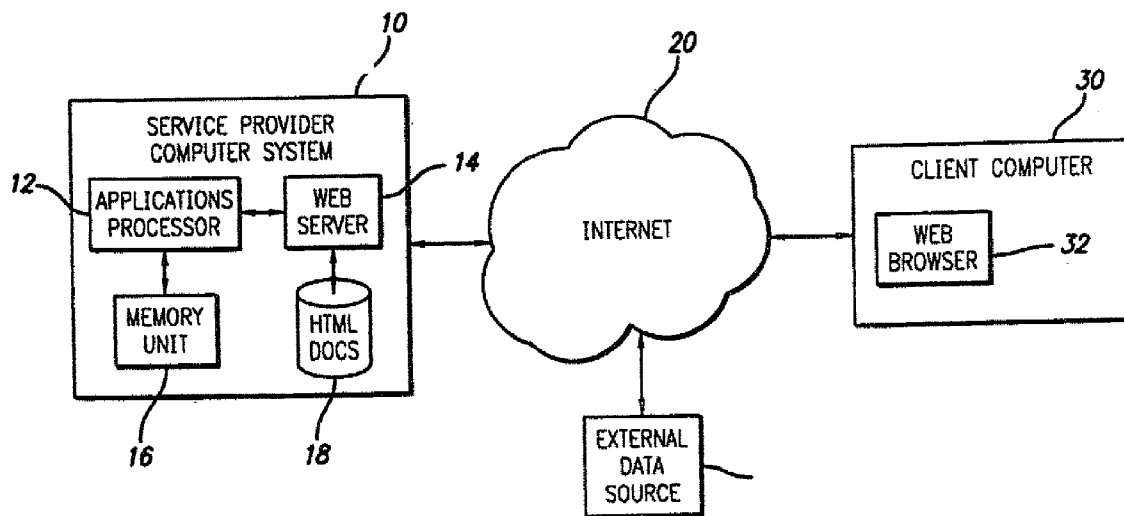 10
SERVICE PROVIDER
COMPUTER SYSTEM
12
APPLICATIONS
PROCESSOR
14
WEB
SERVER
MEMORY
UNIT
HTML
DOCS
16
18
20
INTERNET
30
CLIENT COMPUTER
WEB
BROWSER
32
EXTERNAL
DATA
SOURCE